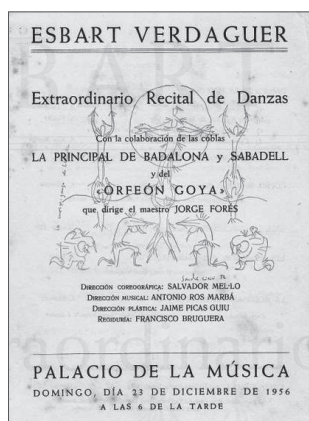 ESBART VERDAGUER
Extraordinario Recital de Danzas
Con la colaboración de las coblas
LA PRINCIPAL DE BADALONA y SABADELL
y del
«ORFEÓN GOYA»
que dirige el maestro JORGE FORÉS
DIRECCIÓN COREOGRÁFICA: SALVADOR MEL·LO
DIRECCIÓN MUSICAL: ANTONIO ROS MARBÁ
DIRECCIÓN PLÁSTICA: JAIME PICAS GUIU
REGIDURÍA: FRANCISCO BRUGUERA
PALACIO DE LA MÚSICA
DOMINGO, DÍA 23 DE DICIEMBRE DE 1956
A LAS 6 DE LA TARDE